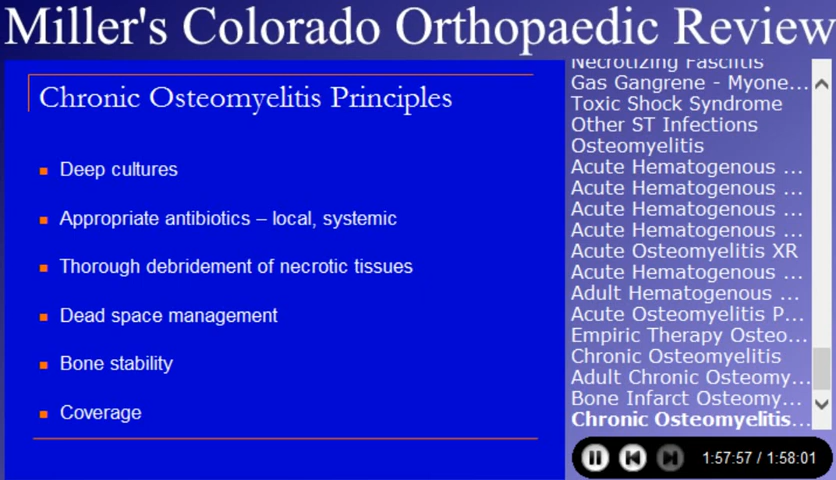 Miller's Colorado Orthopaedic Review
Chronic Osteomyelitis Principles
Deep cultures
Appropriate antibiotics – local, systemic
Thorough debridement of necrotic tissues
Dead space management
Bone stability
Coverage
Necrotizing Fasciitis
Gas Gangrene - Myone...
Toxic Shock Syndrome
Other ST Infections
Osteomyelitis
Acute Hematogenous ...
Acute Hematogenous ...
Acute Hematogenous ...
Acute Hematogenous ...
Acute Osteomyelitis XR
Acute Hematogenous ...
Adult Hematogenous ...
Acute Osteomyelitis P...
Empiric Therapy Osteo...
Chronic Osteomyelitis
Adult Chronic Osteomy...
Bone Infarct Osteomy...
Chronic Osteomyelitis...
1:57:57 / 1:58:01